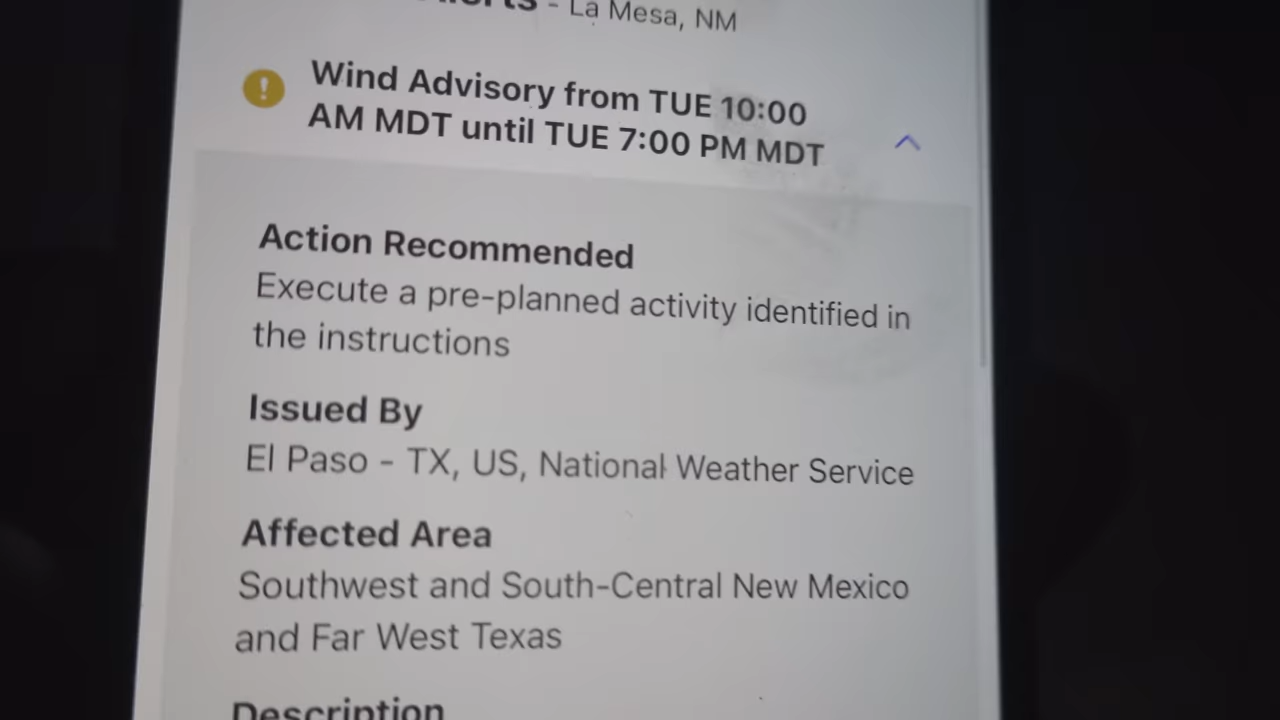 - La Mesa, NM
Wind Advisory from TUE 10:00
AM MDT until TUE 7:00 PM MDT
Action Recommended
Execute a pre-planned activity identified in
the instructions
Issued By
El Paso - TX, US, National Weather Service
Affected Area
Southwest and South-Central New Mexico
and Far West Texas
Description